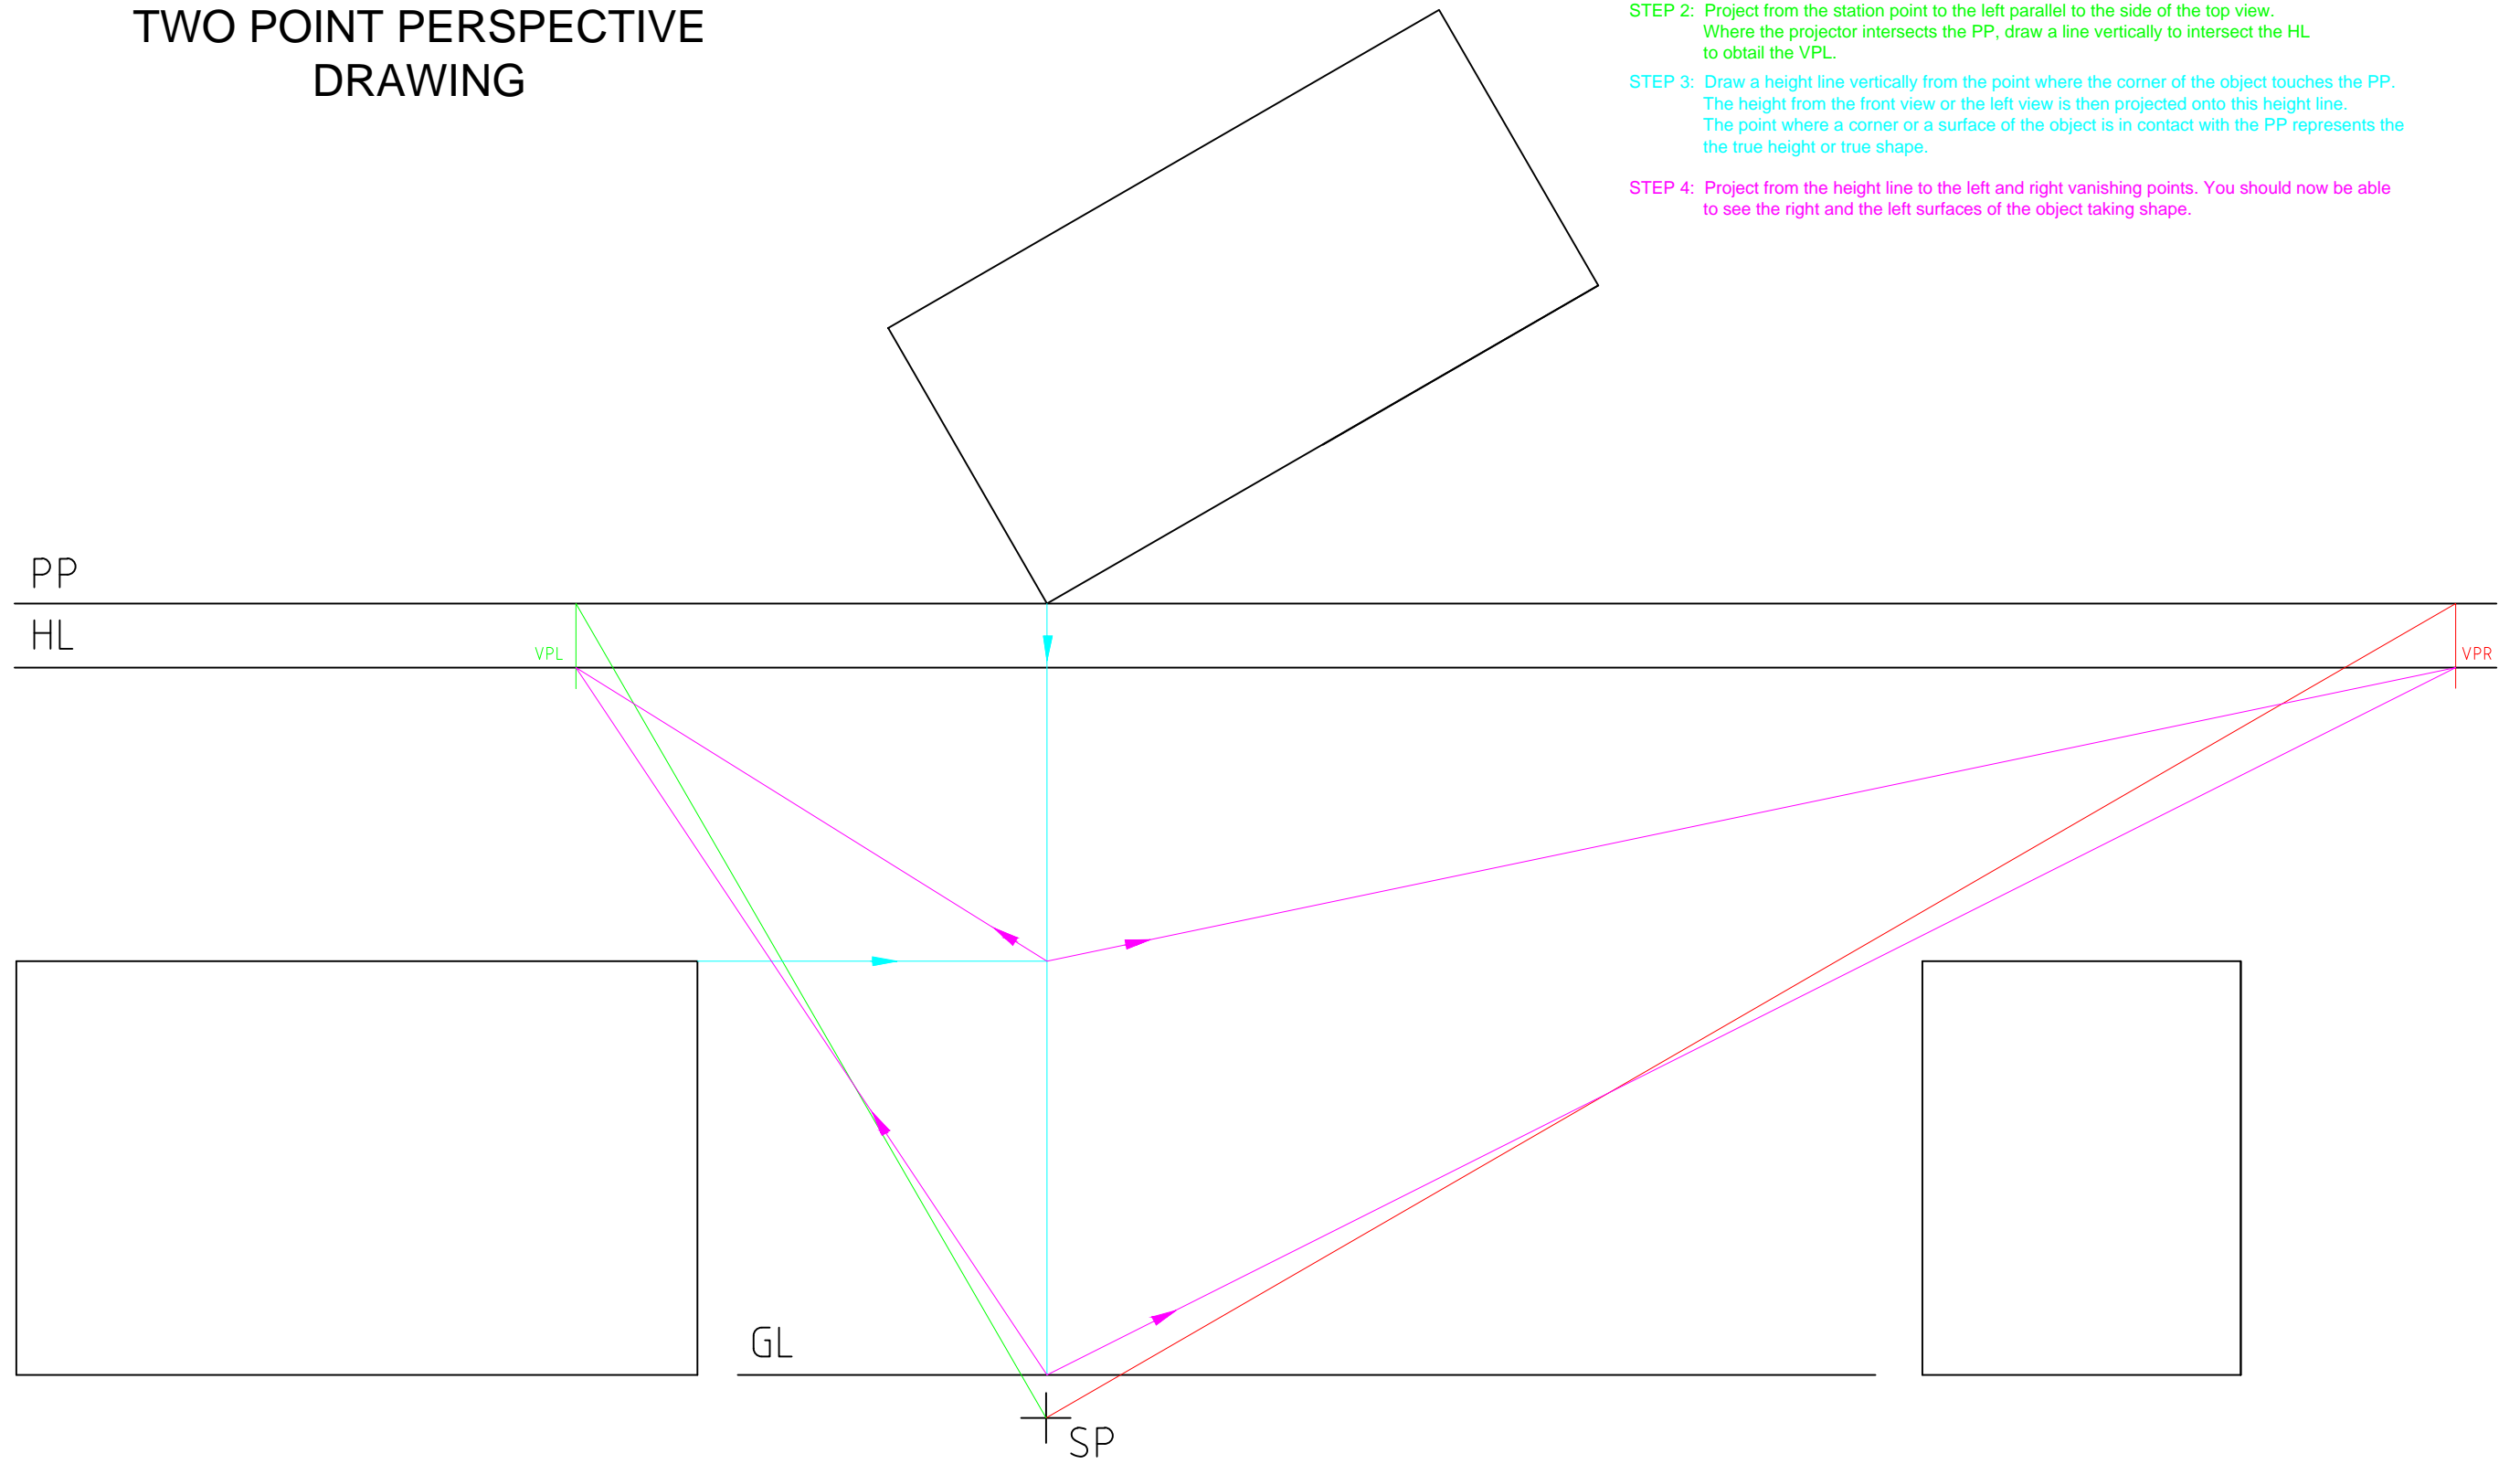 TWO POINT PERSPECTIVE
DRAWING
STEP 2: Project from the station point to the left parallel to the side of the top view.
Where the projector intersects the PP, draw a line vertically to intersect the HL
to obtail the VPL.
STEP 3: Draw a height line vertically from the point where the corner of the object touches the PP.
The height from the front view or the left view is then projected onto this height line.
The point where a corner or a surface of the object is in contact with the PP represents the
the true height or true shape.
STEP 4: Project from the height line to the left and right vanishing points. You should now be able
to see the right and the left surfaces of the object taking shape.
PP
HL
VPL
VPR
GL
SP